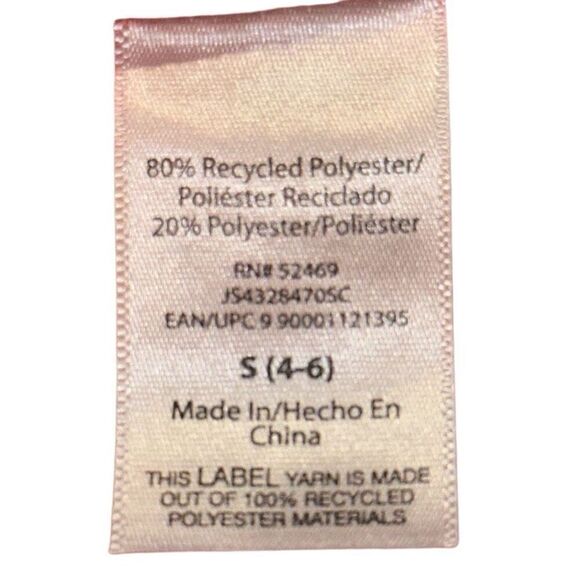 80% Recycled Polyester/
Poliéster Reciclado
20% Polyester/Poliéster
RN# 52469
JS4328470SC
EAN/UPC 9 90001121395
S (4-6)
Made In/Hecho En
China
THIS LABEL YARN IS MADE
OUT OF 100% RECYCLED
POLYESTER MATERIALS